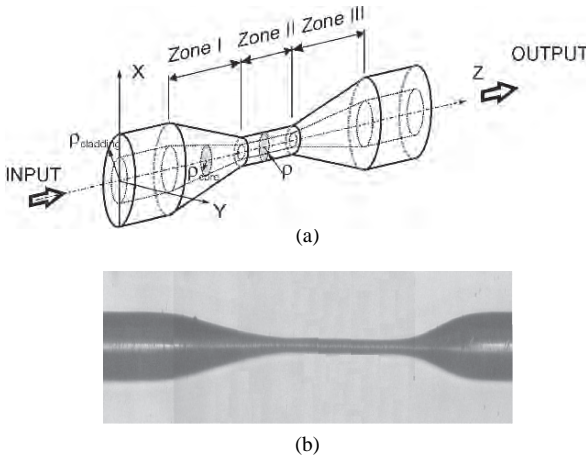 Zone I
Zone II
Zone III
X
OUTPUT
Z
ρcladding
INPUT
ρcore
ρ
Y
(a)
(b)